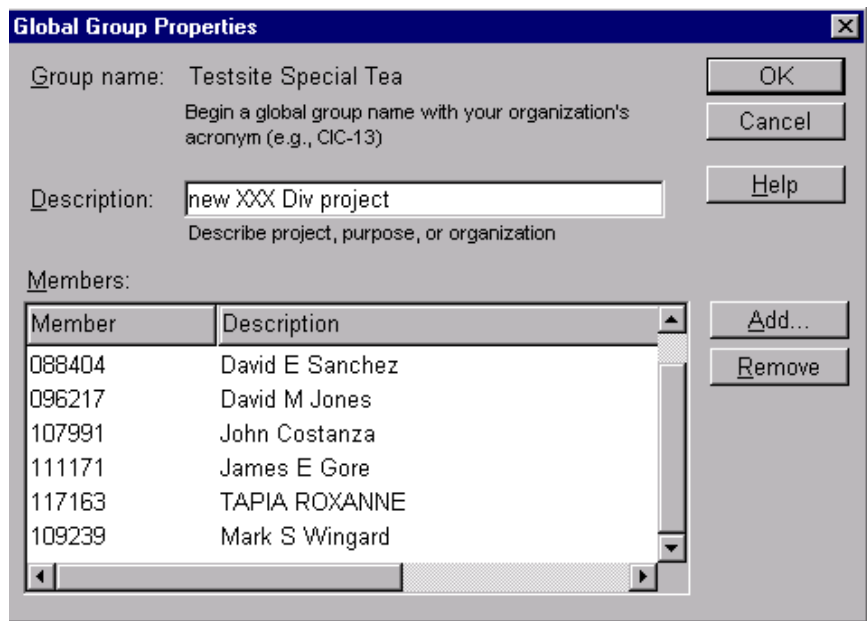 Global Group Properties
Group name: Testsite Special Tea
OK
Begin a global group name with your organization's
acronym (e.g., CIC-13)
Cancel
Description: new XXX Div project
Help
Describe project, purpose, or organization
Members:
Member Description
Add...
088404 David E Sanchez
Remove
096217 David M Jones
107991 John Costanza
111171 James E Gore
117163 TAPIA ROXANNE
109239 Mark S Wingard